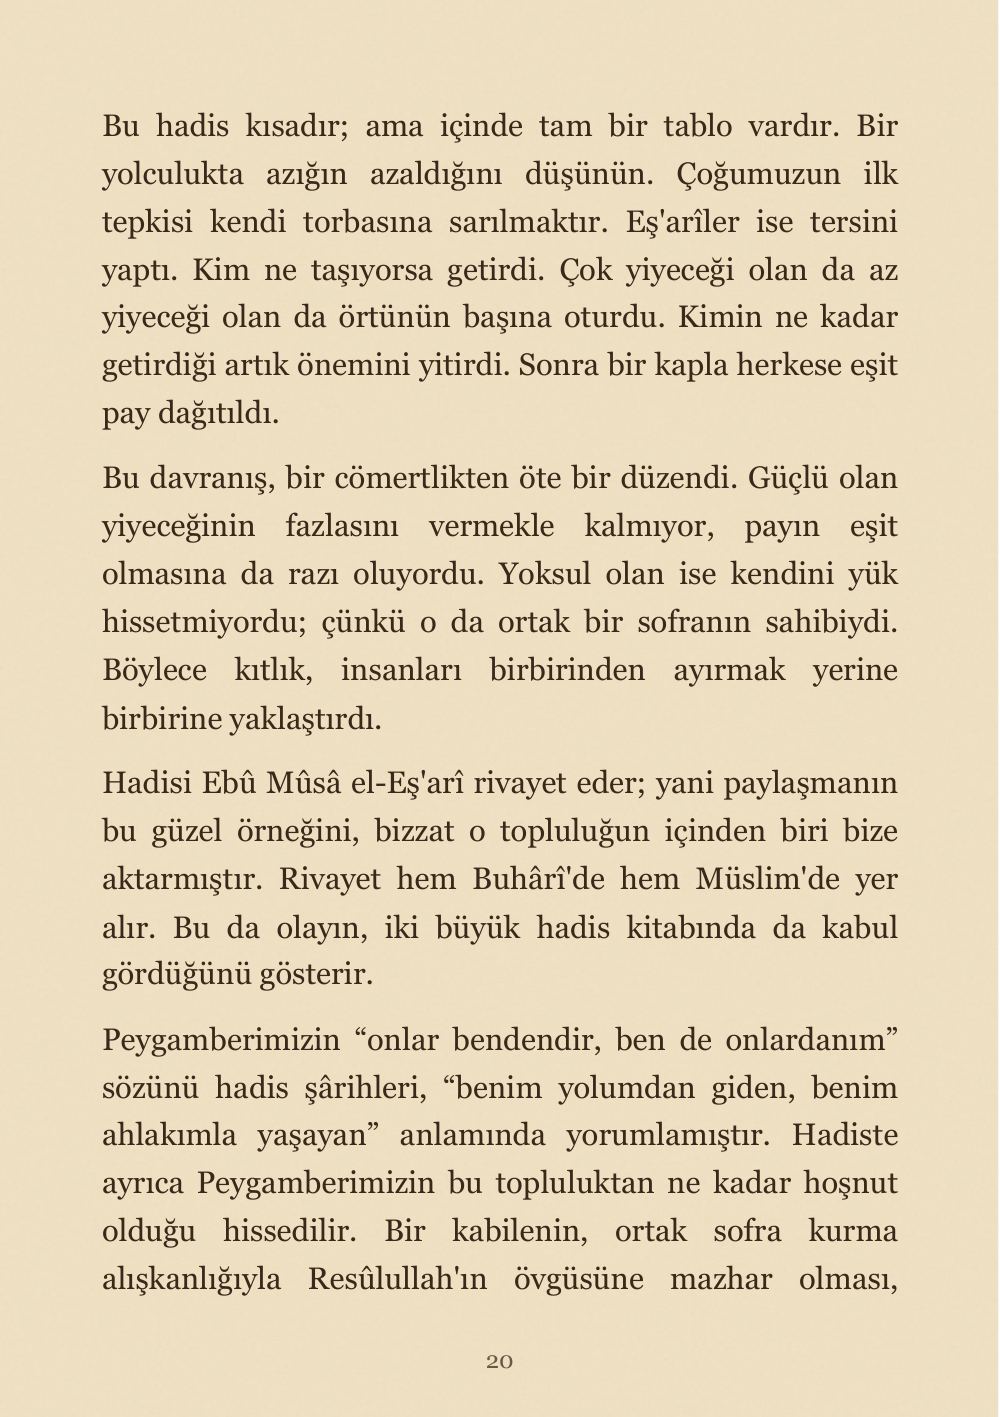 Bu hadis kısadır; ama içinde tam bir tablo vardır. Bir
yolculukta azığın azaldığını düşünün. Çoğumuzun ilk
tepkisi kendi torbasına sarılmaktır. Eş'arîler ise tersini
yaptı. Kim ne taşıyorsa getirdi. Çok yiyeceği olan da az
yiyeceği olan da örtünün başına oturdu. Kimin ne kadar
getirdiği artık önemini yitirdi. Sonra bir kapla herkese eşit
pay dağıtıldı.
Bu davranış, bir cömertlikten öte bir düzendi. Güçlü olan
yiyeceğinin fazlasını vermekle kalmıyor, payın eşit
olmasına da razı oluyordu. Yoksul olan ise kendini yük
hissetmiyordu; çünkü o da ortak bir sofranın sahibiydi.
Böylece kıtlık, insanları birbirinden ayırmak yerine
birbirine yaklaştırdı.
Hadisi Ebû Mûsâ el-Eş'arî rivayet eder; yani paylaşmanın
bu güzel örneğini, bizzat o topluluğun içinden biri bize
aktarmıştır. Rivayet hem Buhârî'de hem Müslim'de yer
alır. Bu da olayın, iki büyük hadis kitabında da kabul
gördüğünü gösterir.
Peygamberimizin “onlar bendendir, ben de onlardanım”
sözünü hadis şârihleri, “benim yolumdan giden, benim
ahlakımla yaşayan” anlamında yorumlamıştır. Hadiste
ayrıca Peygamberimizin bu topluluktan ne kadar hoşnut
olduğu hissedilir. Bir kabilenin, ortak sofra kurma
alışkanlığıyla Resûlullah'ın övgüsüne mazhar olması,
20